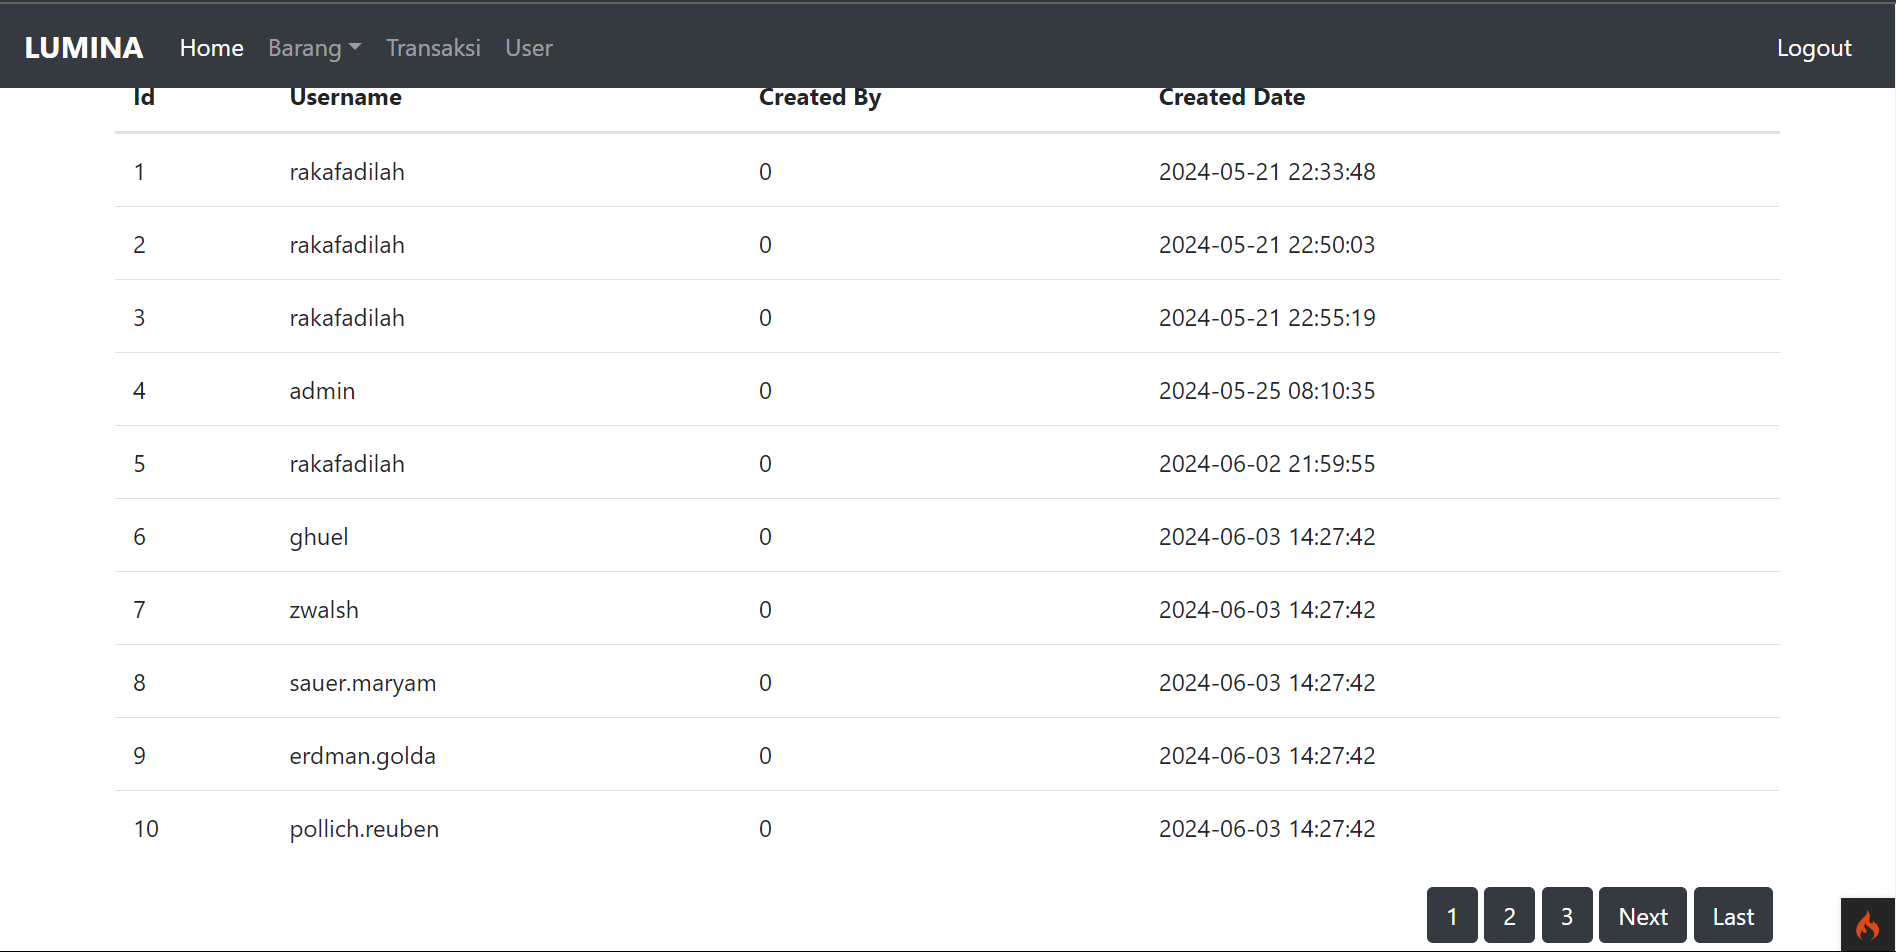 LUMINA Home Barang Transaksi User Logout
Id Username Created By Created Date
1 rakafadilah 0 2024-05-21 22:33:48
2 rakafadilah 0 2024-05-21 22:50:03
3 rakafadilah 0 2024-05-21 22:55:19
4 admin 0 2024-05-25 08:10:35
5 rakafadilah 0 2024-06-02 21:59:55
6 ghuel 0 2024-06-03 14:27:42
7 zwalsh 0 2024-06-03 14:27:42
8 sauer.maryam 0 2024-06-03 14:27:42
9 erdman.golda 0 2024-06-03 14:27:42
10 pollich.reuben 0 2024-06-03 14:27:42
1 2 3 Next Last